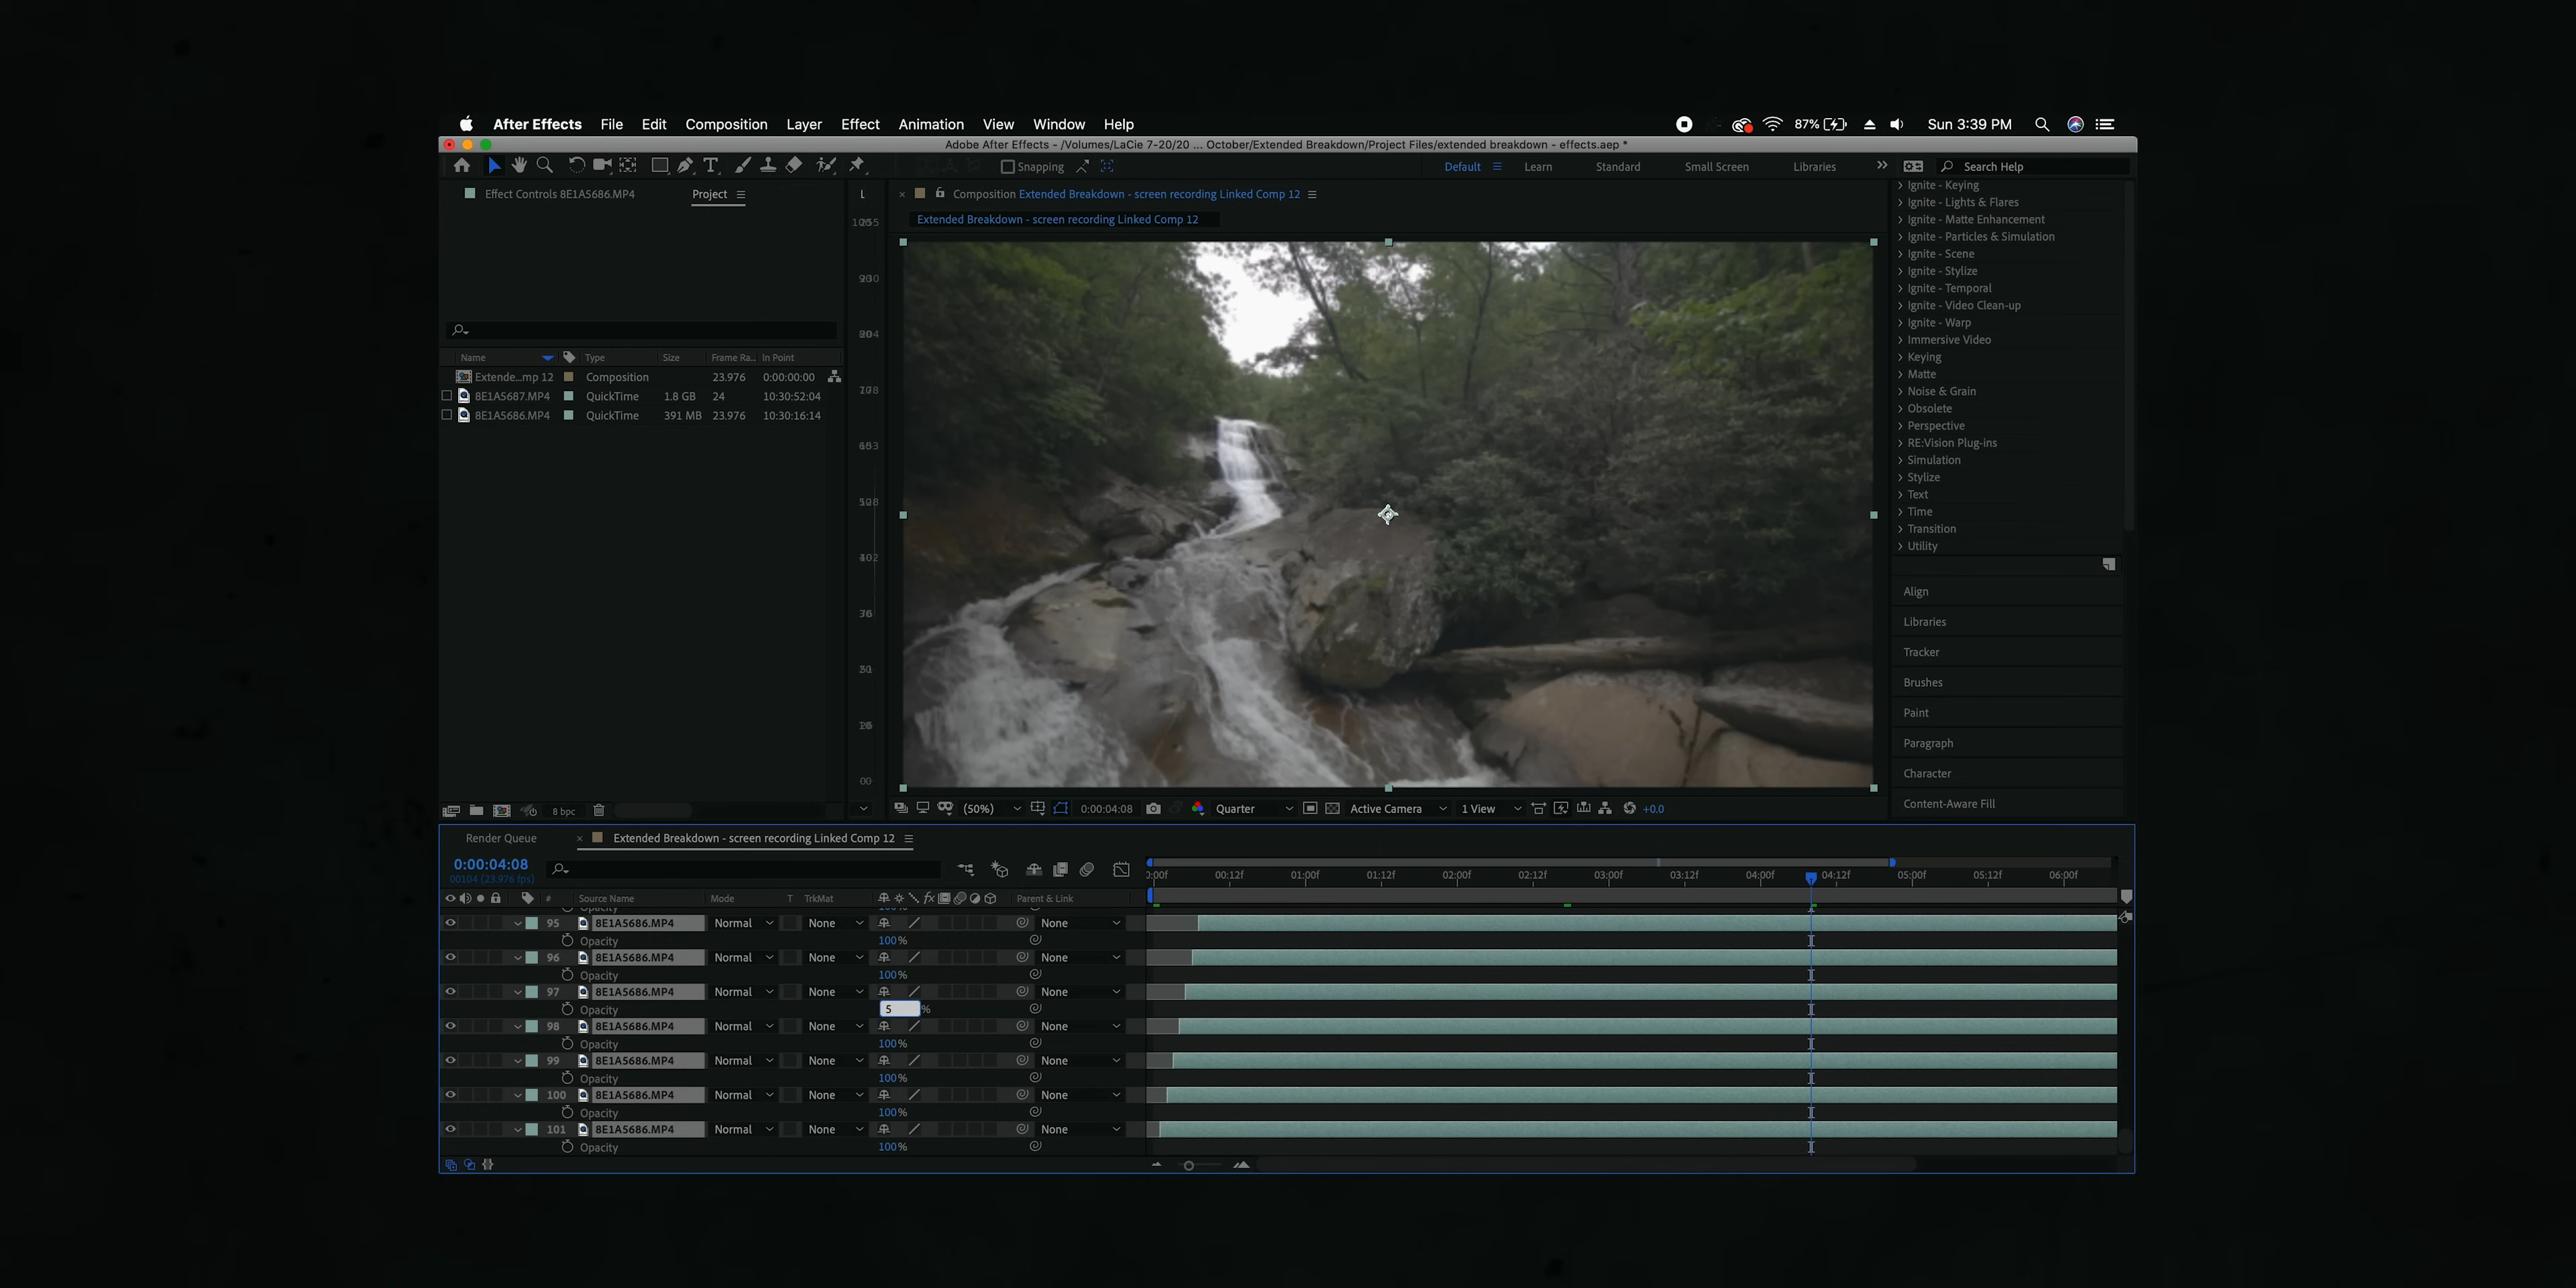 After Effects File Edit Composition Layer Effect Animation View Window Help 87% Sun 3:39 PM
Adobe After Effects - /Volumes/LaCie 7-20/20 ... October/Extended Breakdown/Project Files/extended breakdown - effects.aep *
Snapping Default Learn Standard Small Screen Libraries Search Help
Effect Controls 8E1A5686.MP4 Project
L
Composition Extended Breakdown - screen recording Linked Comp 12
Extended Breakdown - screen recording Linked Comp 12
Name Type Size Frame Ra... In Point
Extende...mp 12 Composition 23.976 0:00:00:00
8E1A5687.MP4 QuickTime 1.8 GB 24 10:30:52:04
8E1A5686.MP4 QuickTime 391 MB 23.976 10:30:16:14
8 bpc
(50%) 0:00:04:08 Quarter Active Camera 1 View +0.0
Ignite - Keying
Ignite - Lights & Flares
Ignite - Matte Enhancement
Ignite - Particles & Simulation
Ignite - Scene
Ignite - Stylize
Ignite - Temporal
Ignite - Video Clean-up
Ignite - Warp
Immersive Video
Keying
Matte
Noise & Grain
Obsolete
Perspective
RE:Vision Plug-ins
Simulation
Stylize
Text
Time
Transition
Utility
Align
Libraries
Tracker
Brushes
Paint
Paragraph
Character
Content-Aware Fill
Render Queue Extended Breakdown - screen recording Linked Comp 12
0:00:04:08
00104 (23.976 fps)
0:00f 00:12f 01:00f 01:12f 02:00f 02:12f 03:00f 03:12f 04:00f 04:12f 05:00f 05:12f 06:00f
# Source Name Mode T TrkMat fx Parent & Link
95 8E1A5686.MP4 Normal None None
Opacity 100%
96 8E1A5686.MP4 Normal None None
Opacity 100%
97 8E1A5686.MP4 Normal None None
Opacity 5 %
98 8E1A5686.MP4 Normal None None
Opacity 100%
99 8E1A5686.MP4 Normal None None
Opacity 100%
100 8E1A5686.MP4 Normal None None
Opacity 100%
101 8E1A5686.MP4 Normal None None
Opacity 100%